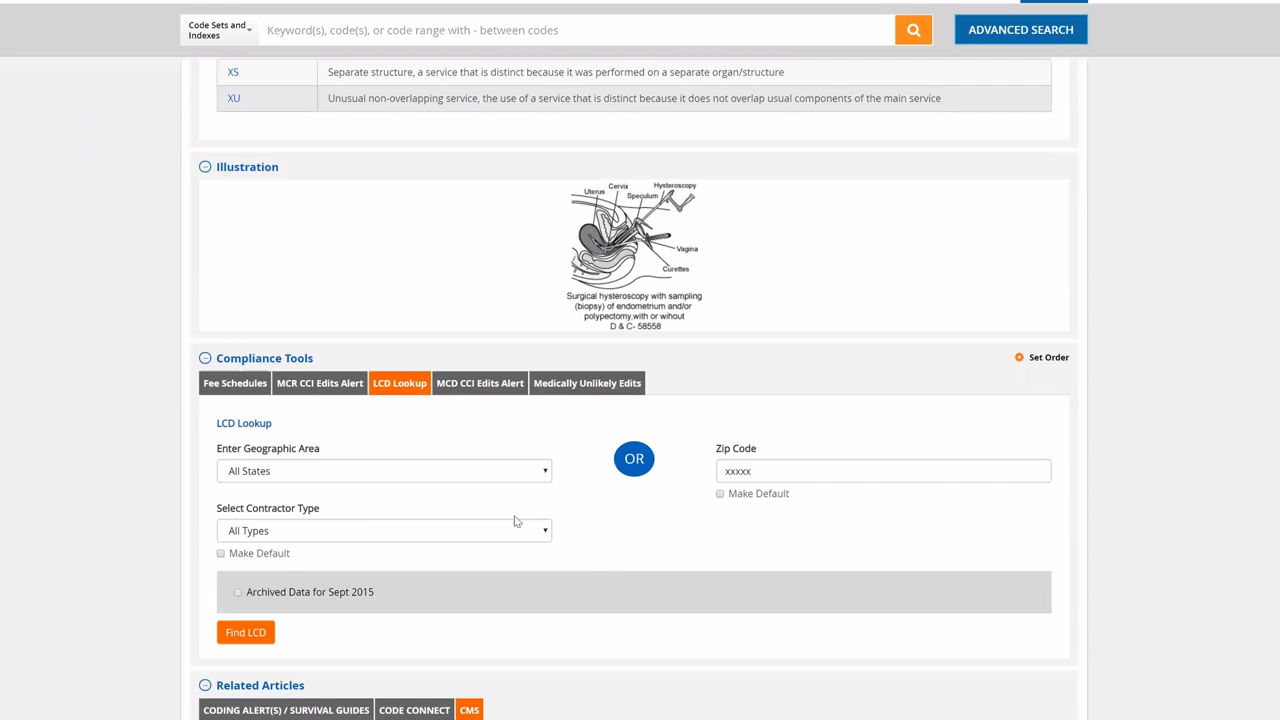 Code Sets and
Indexes
Keyword(s), code(s), or code range with - between codes
ADVANCED SEARCH
XS Separate structure, a service that is distinct because it was performed on a separate organ/structure
XU Unusual non-overlapping service, the use of a service that is distinct because it does not overlap usual components of the main service
Illustration
Uterus Cervix Hysteroscopy
Speculum
Vagina
Curettes
Surgical hysteroscopy with sampling
(biopsy) of endometrium and/or
polypectomy,with or wihout
D & C- 58558
Compliance Tools
Set Order
Fee Schedules MCR CCI Edits Alert LCD Lookup MCD CCI Edits Alert Medically Unlikely Edits
LCD Lookup
Enter Geographic Area
All States
OR
Zip Code
xxxxx
Make Default
Select Contractor Type
All Types
Make Default
Archived Data for Sept 2015
Find LCD
Related Articles
CODING ALERT(S) / SURVIVAL GUIDES CODE CONNECT CMS